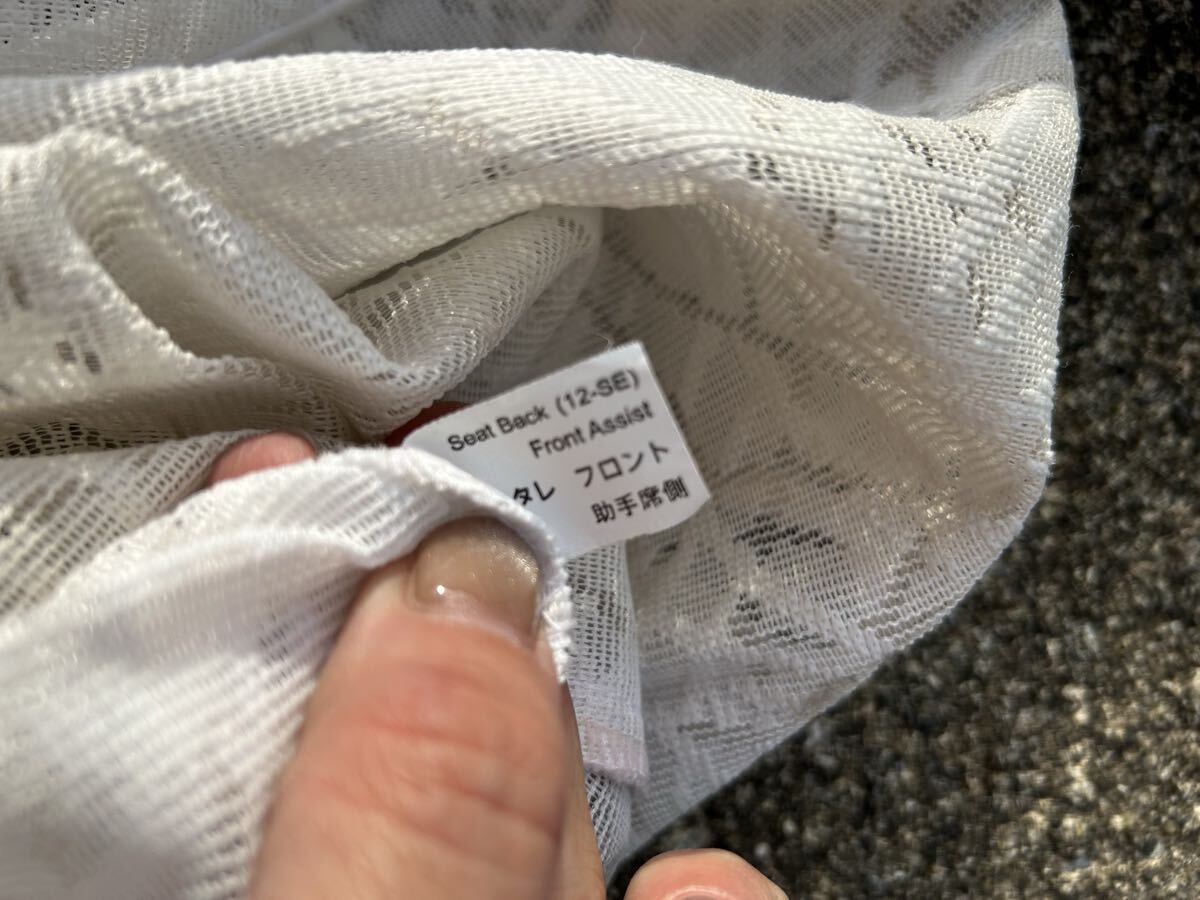 Seat Back (12-SE)
Front Assist
タレ フロント
助手席側